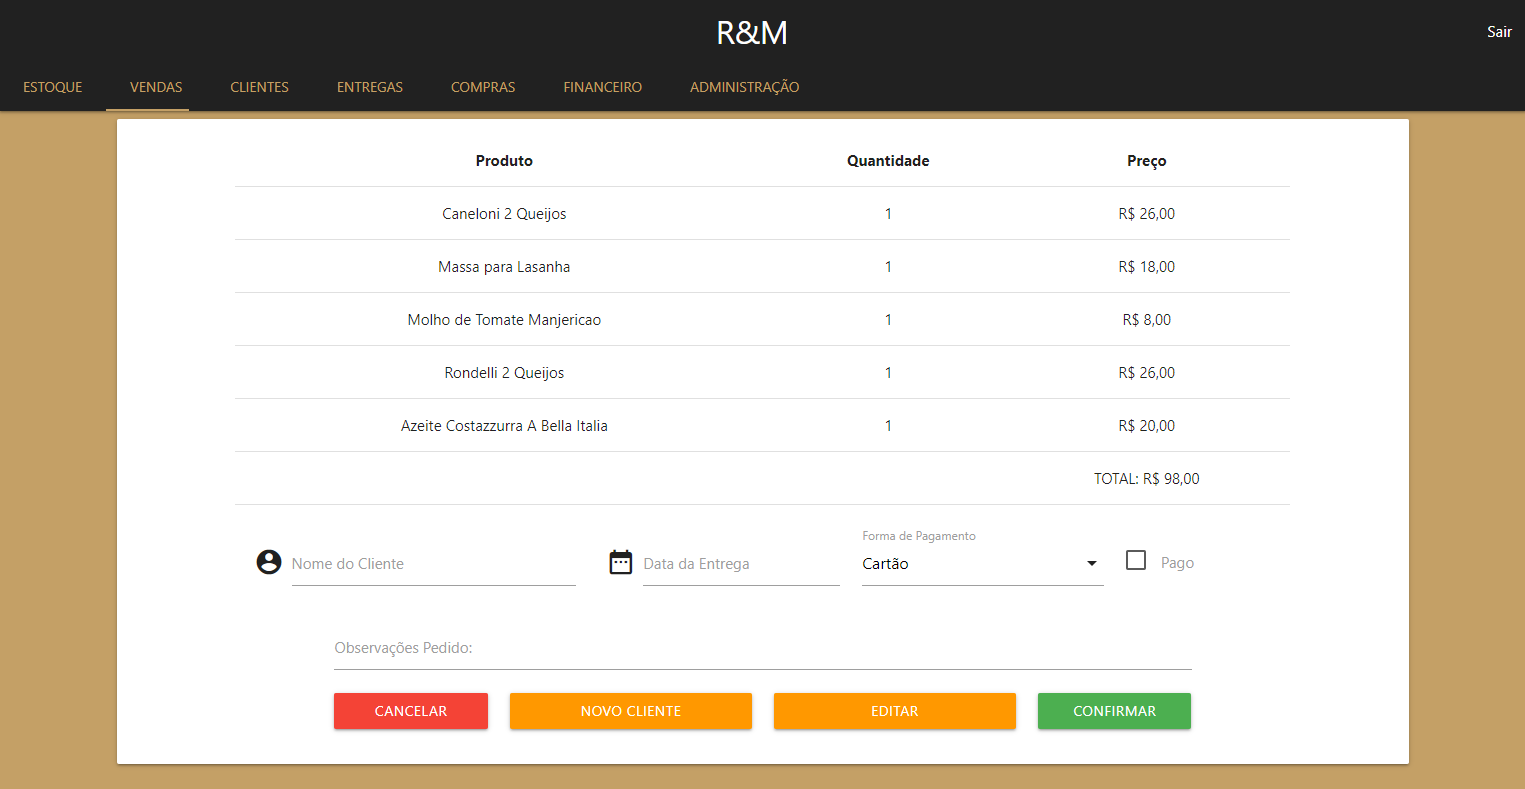 R&M
Sair
ESTOQUE VENDAS CLIENTES ENTREGAS COMPRAS FINANCEIRO ADMINISTRAÇÃO
Produto Quantidade Preço
Caneloni 2 Queijos 1 R$ 26,00
Massa para Lasanha 1 R$ 18,00
Molho de Tomate Manjericao 1 R$ 8,00
Rondelli 2 Queijos 1 R$ 26,00
Azeite Costazzurra A Bella Italia 1 R$ 20,00
TOTAL: R$ 98,00
Forma de Pagamento
Nome do Cliente Data da Entrega Cartão Pago
Observações Pedido:
CANCELAR NOVO CLIENTE EDITAR CONFIRMAR